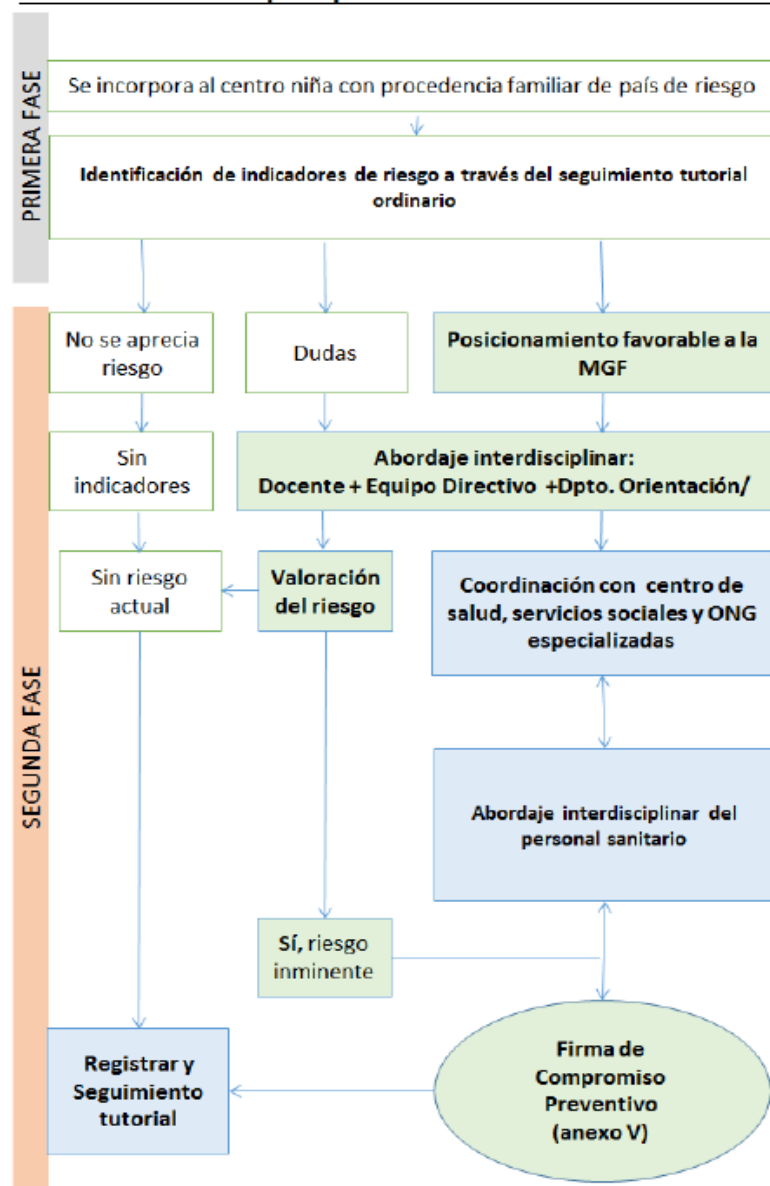 PRIMERA FASE
Se incorpora al centro niña con procedencia familiar de país de riesgo
Identificación de indicadores de riesgo a través del seguimiento tutorial
ordinario
SEGUNDA FASE
No se aprecia
riesgo
Dudas
Posicionamiento favorable a la
MGF
Sin
indicadores
Abordaje interdisciplinar:
Docente + Equipo Directivo +Dpto. Orientación/
Sin riesgo
actual
Valoración
del riesgo
Coordinación con centro de
salud, servicios sociales y ONG
especializadas
Abordaje interdisciplinar del
personal sanitario
Sí, riesgo
inminente
Registrar y
Seguimiento
tutorial
Firma de
Compromiso
Preventivo
(anexo V)